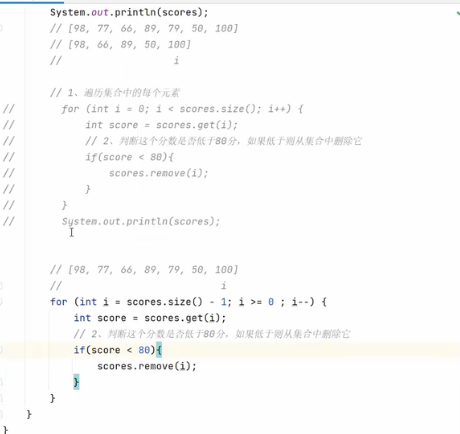 System.out.println(scores);
// [98, 77, 66, 89, 79, 50, 100]
// [98, 66, 89, 50, 100]
// i
// 1、遍历集合中的每个元素
// for (int i = 0; i < scores.size(); i++) {
// int score = scores.get(i);
// // 2、判断这个分数是否低于80分，如果低于则从集合中删除它
// if(score < 80){
// scores.remove(i);
// }
// }
// System.out.println(scores);
// [98, 77, 66, 89, 79, 50, 100]
// i
for (int i = scores.size() - 1; i >= 0 ; i--) {
int score = scores.get(i);
// 2、判断这个分数是否低于80分，如果低于则从集合中删除它
if(score < 80){
scores.remove(i);
}
}
}
}